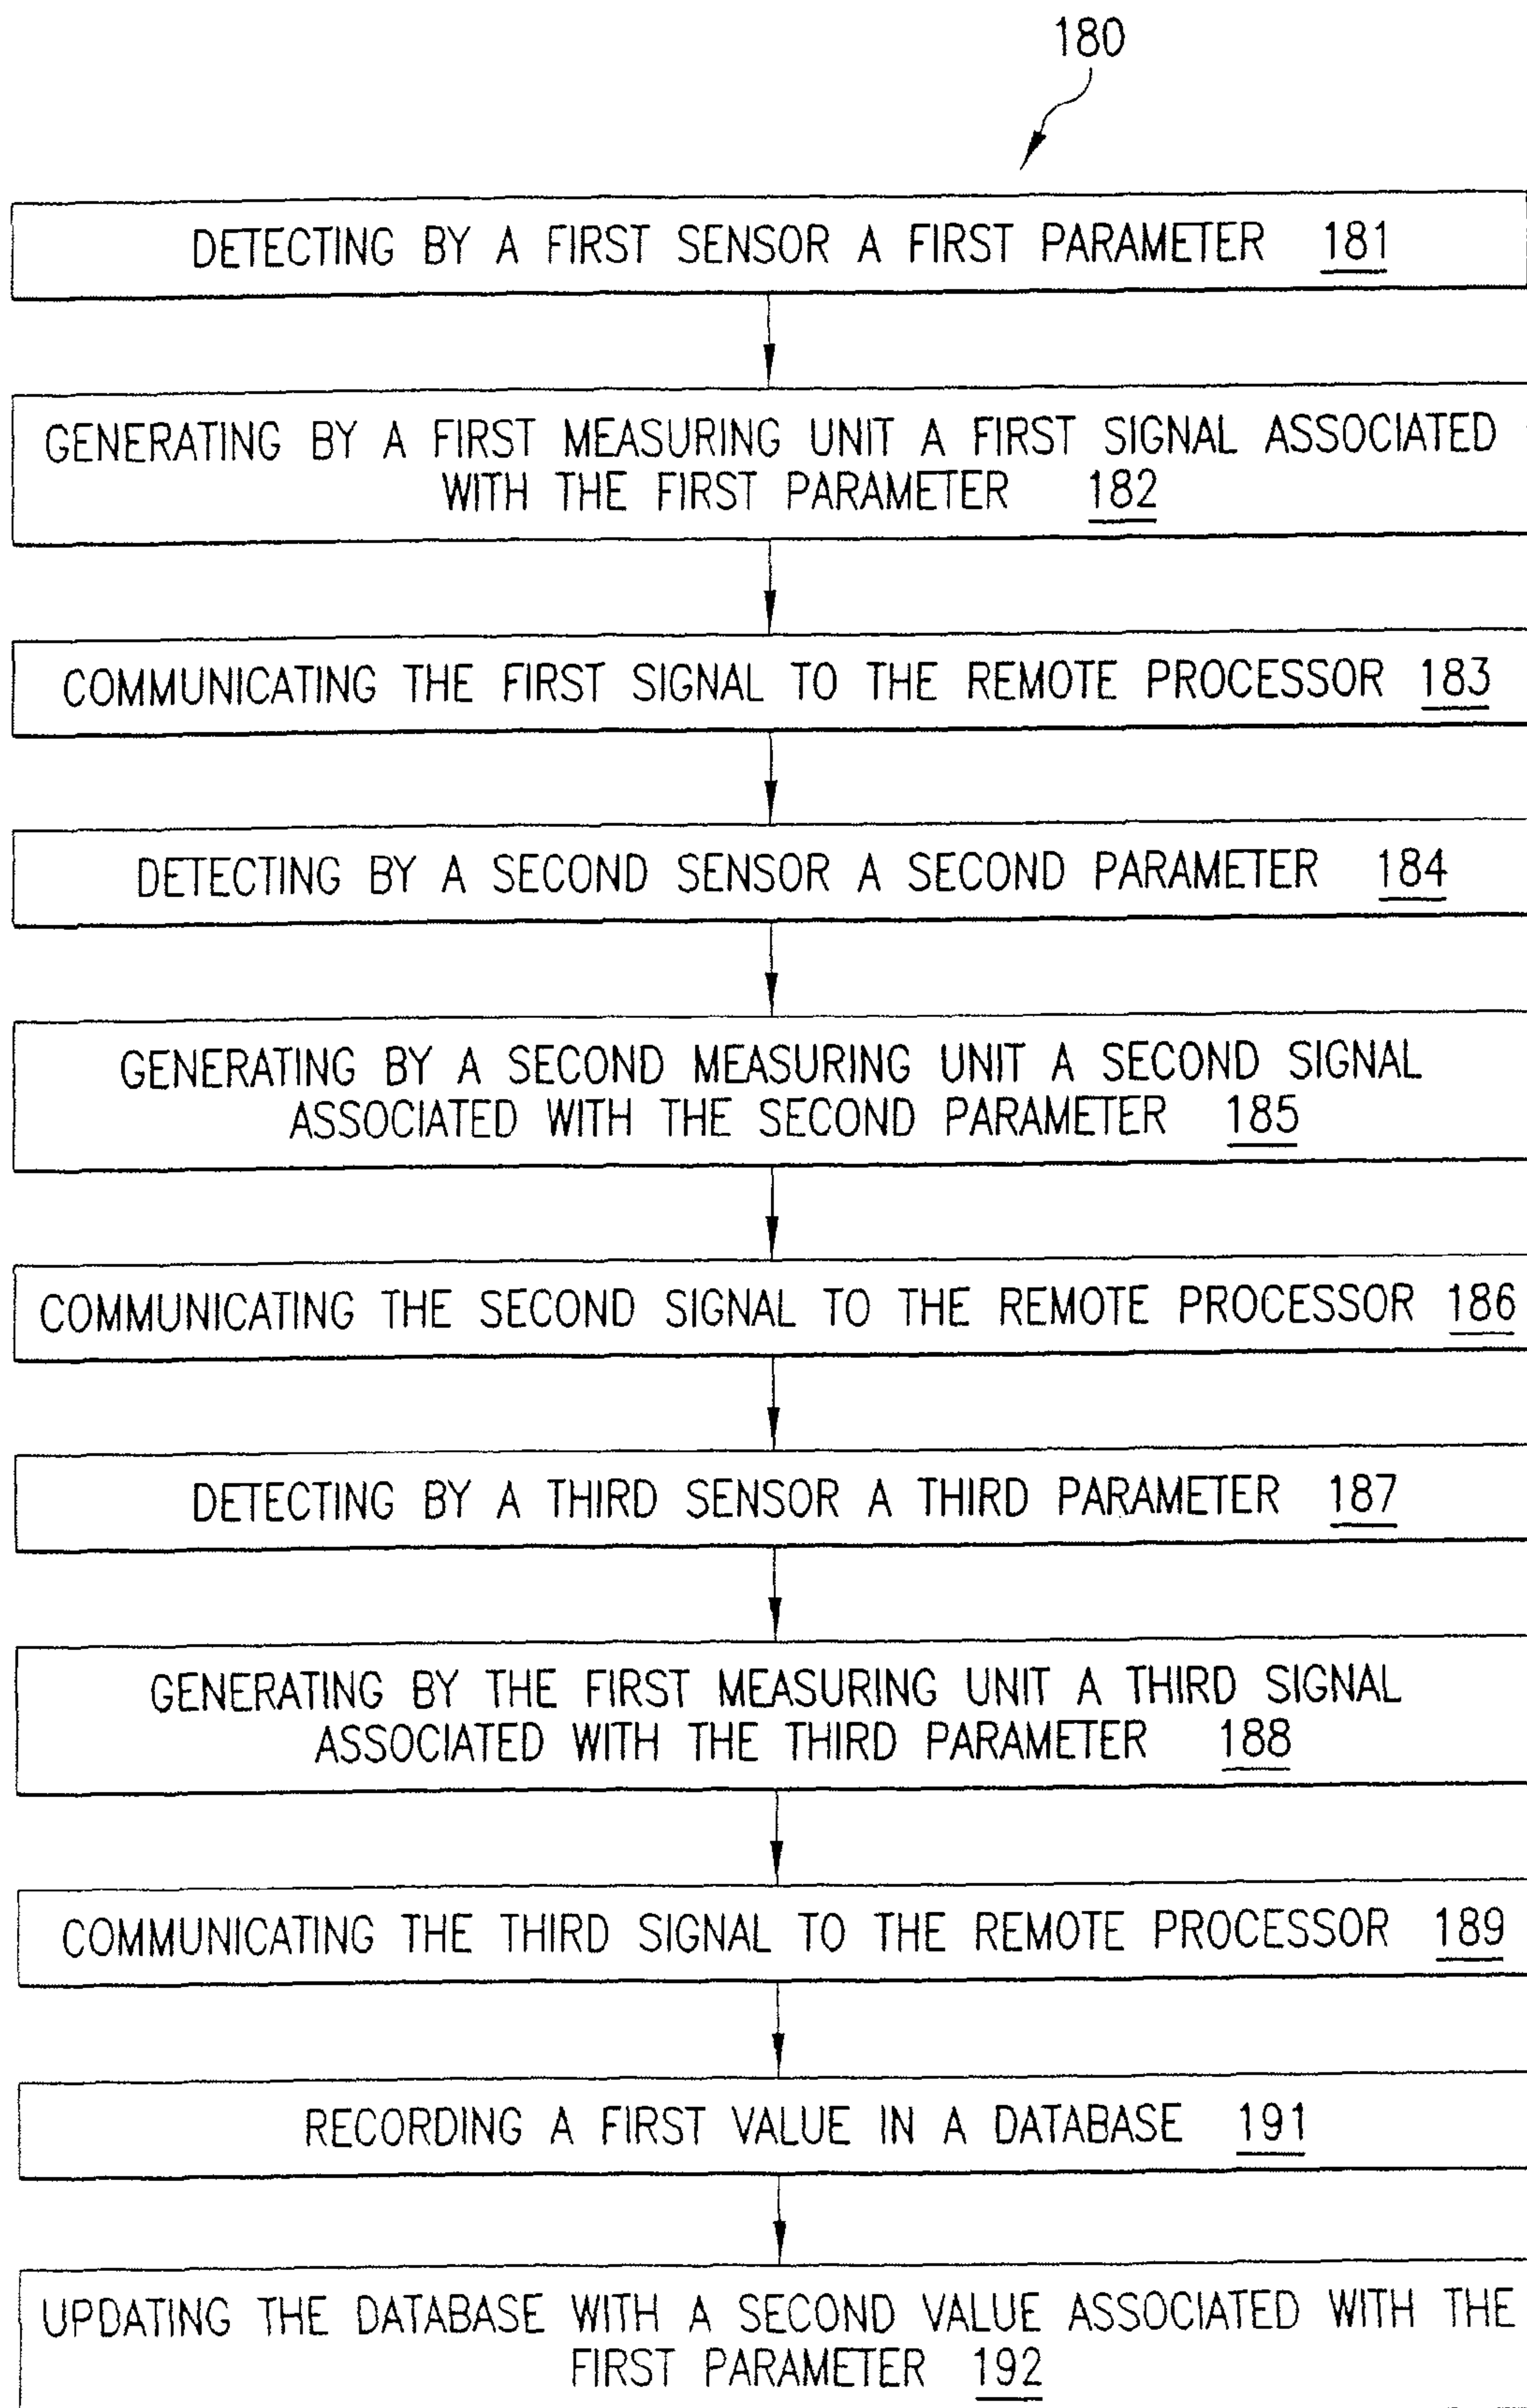 180
DETECTING BY A FIRST SENSOR A FIRST PARAMETER 181
GENERATING BY A FIRST MEASURING UNIT A FIRST SIGNAL ASSOCIATED
WITH THE FIRST PARAMETER 182
COMMUNICATING THE FIRST SIGNAL TO THE REMOTE PROCESSOR 183
DETECTING BY A SECOND SENSOR A SECOND PARAMETER 184
GENERATING BY A SECOND MEASURING UNIT A SECOND SIGNAL
ASSOCIATED WITH THE SECOND PARAMETER 185
COMMUNICATING THE SECOND SIGNAL TO THE REMOTE PROCESSOR 186
DETECTING BY A THIRD SENSOR A THIRD PARAMETER 187
GENERATING BY THE FIRST MEASURING UNIT A THIRD SIGNAL
ASSOCIATED WITH THE THIRD PARAMETER 188
COMMUNICATING THE THIRD SIGNAL TO THE REMOTE PROCESSOR 189
RECORDING A FIRST VALUE IN A DATABASE 191
UPDATING THE DATABASE WITH A SECOND VALUE ASSOCIATED WITH THE
FIRST PARAMETER 192